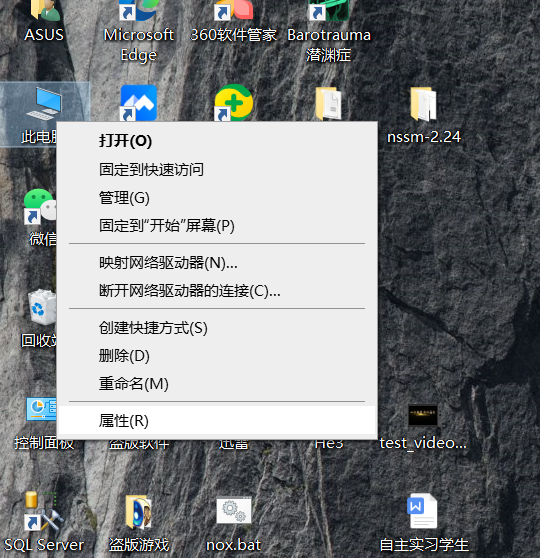 ASUS
Microsoft
Edge
360软件管家
Barotrauma
潜渊症
此电脑
nssm-2.24
打开(O)
固定到快速访问
管理(G)
固定到“开始”屏幕(P)
微信
映射网络驱动器(N)...
断开网络驱动器的连接(C)...
创建快捷方式(S)
回收站
删除(D)
重命名(M)
属性(R)
控制面板
盗版软件
迅雷
He3
test_video...
SQL Server
盗版游戏
nox.bat
自主实习学生